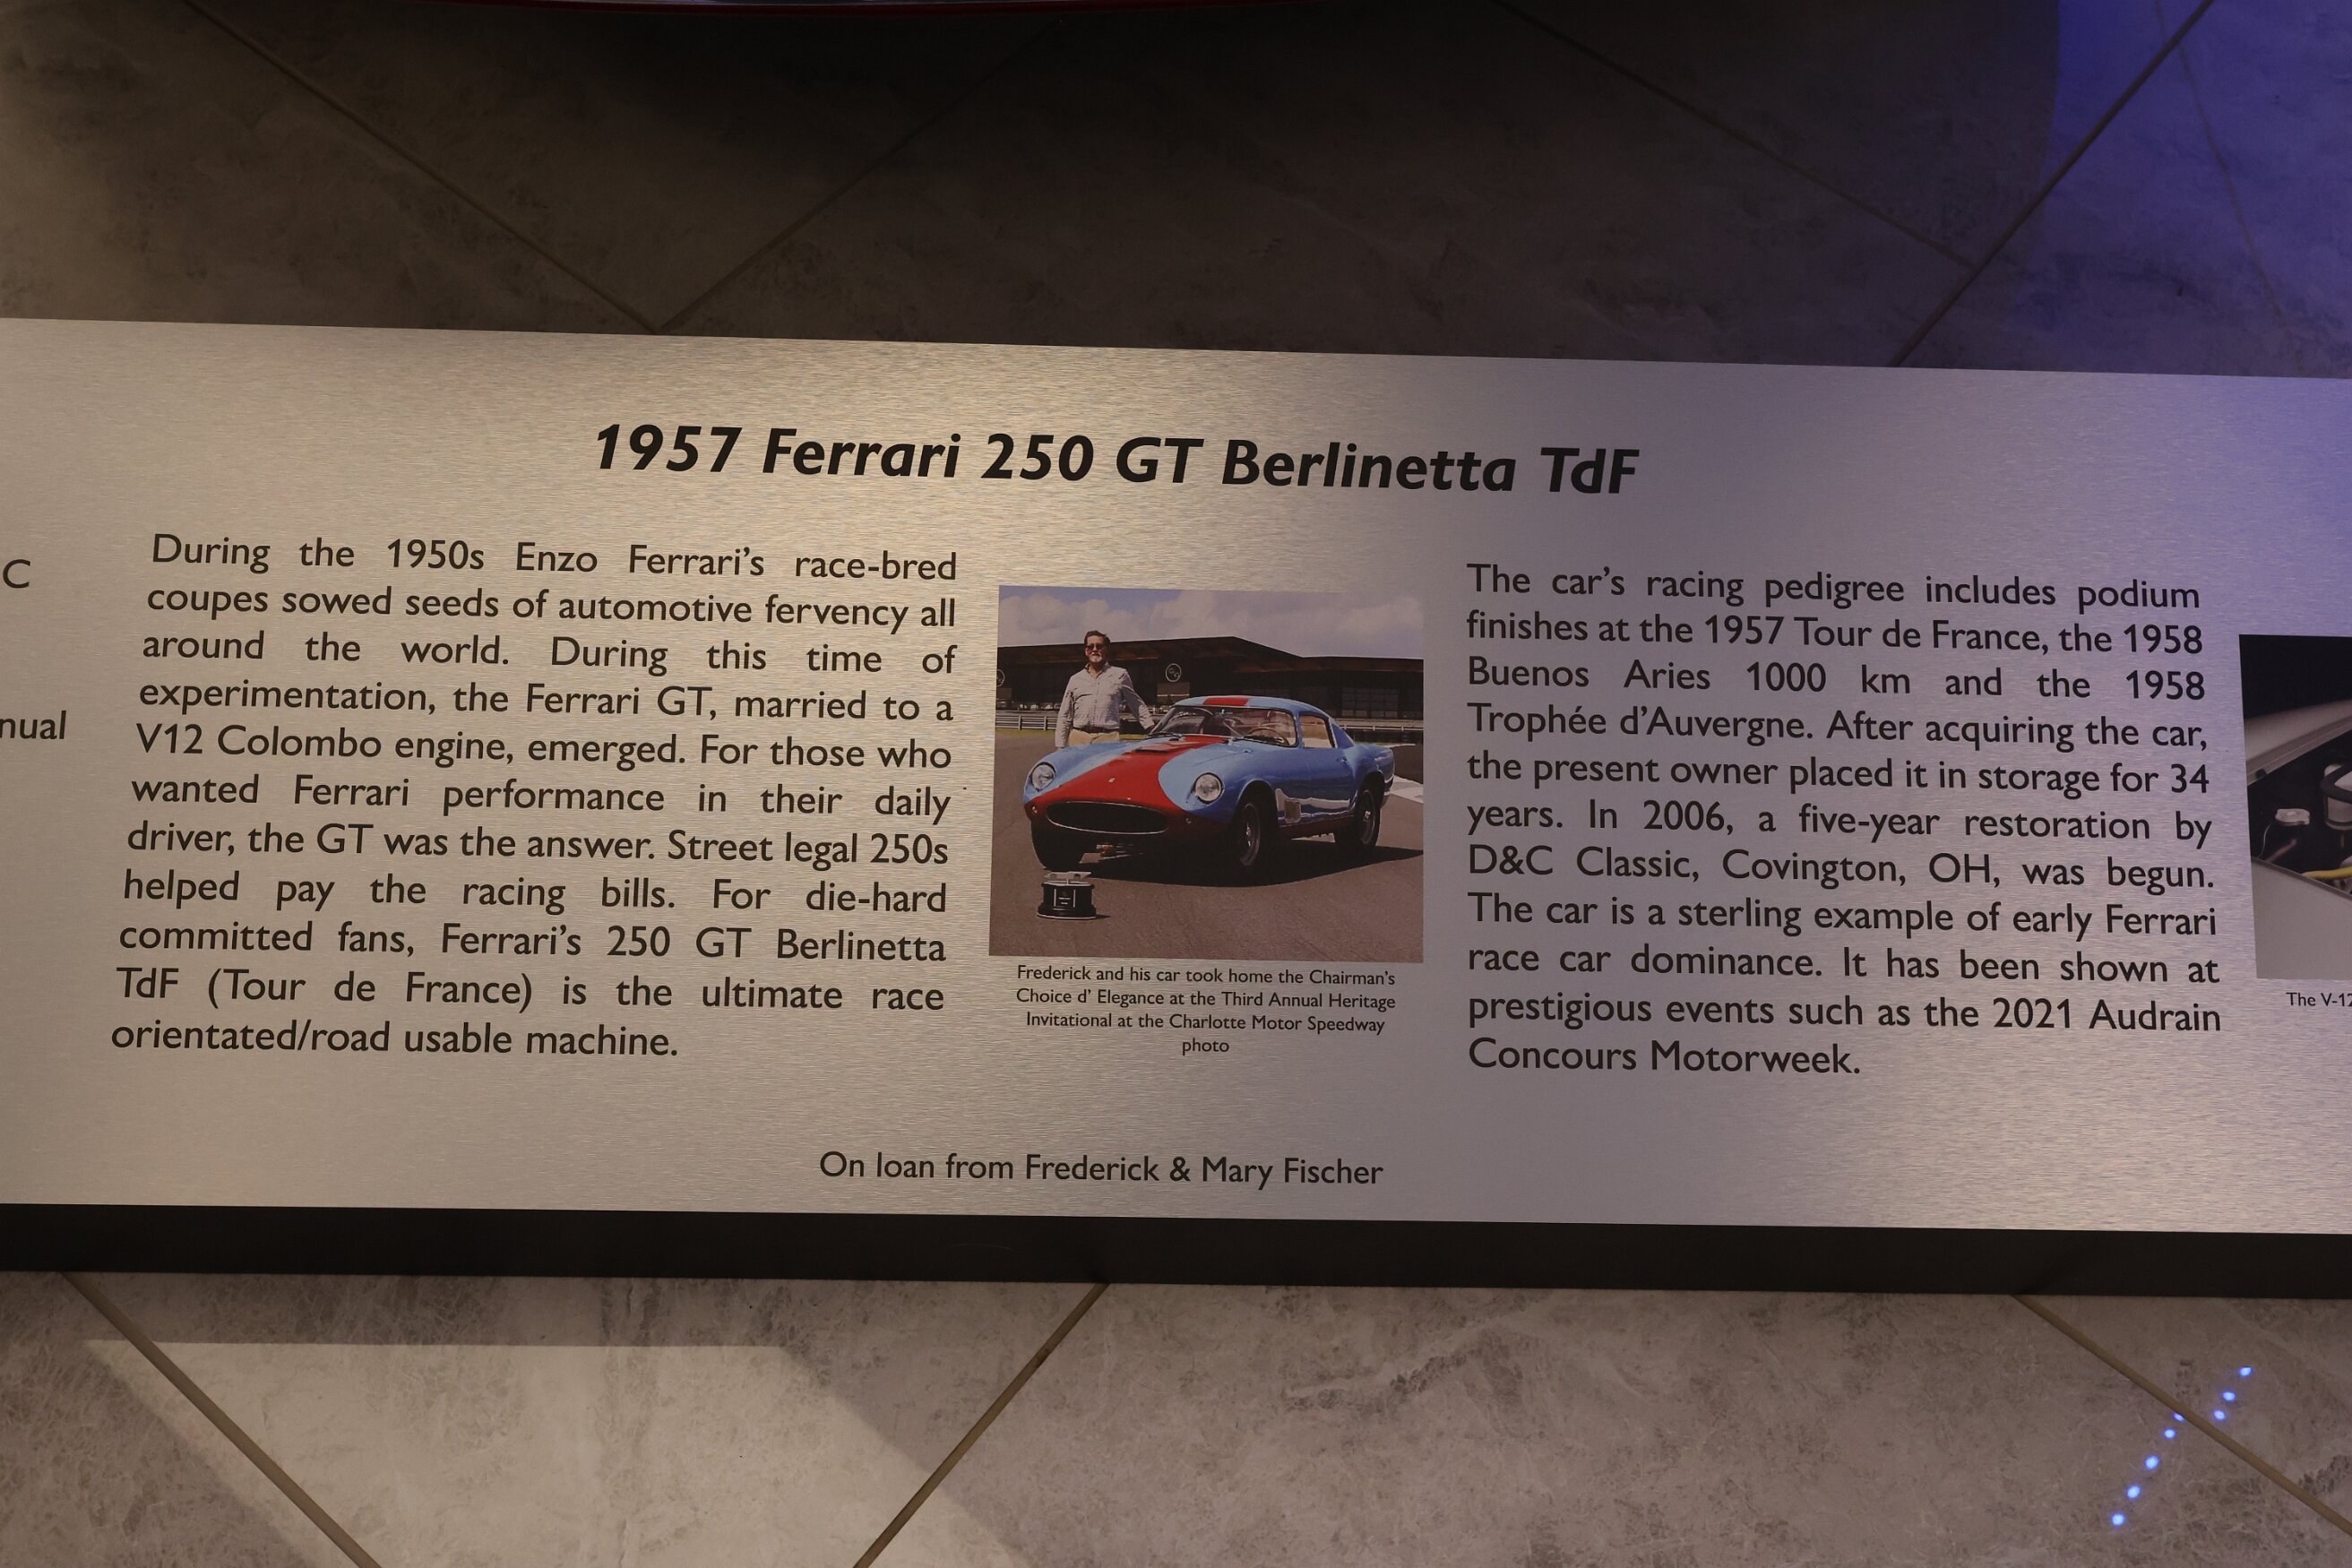 1957 Ferrari 250 GT Berlinetta TdF
C
nual
During the 1950s Enzo Ferrari's race-bred
coupes sowed seeds of automotive fervency all
around the world. During this time of
experimentation, the Ferrari GT, married to a
V12 Colombo engine, emerged. For those who
wanted Ferrari performance in their daily
driver, the GT was the answer. Street legal 250s
helped pay the racing bills. For die-hard
committed fans, Ferrari's 250 GT Berlinetta
TdF (Tour de France) is the ultimate race
orientated/road usable machine.
Frederick and his car took home the Chairman's
Choice d' Elegance at the Third Annual Heritage
Invitational at the Charlotte Motor Speedway
photo
The car's racing pedigree includes podium
finishes at the 1957 Tour de France, the 1958
Buenos Aries 1000 km and the 1958
Trophée d'Auvergne. After acquiring the car,
the present owner placed it in storage for 34
years. In 2006, a five-year restoration by
D&C Classic, Covington, OH, was begun.
The car is a sterling example of early Ferrari
race car dominance. It has been shown at
prestigious events such as the 2021 Audrain
Concours Motorweek.
The V-12
On loan from Frederick & Mary Fischer